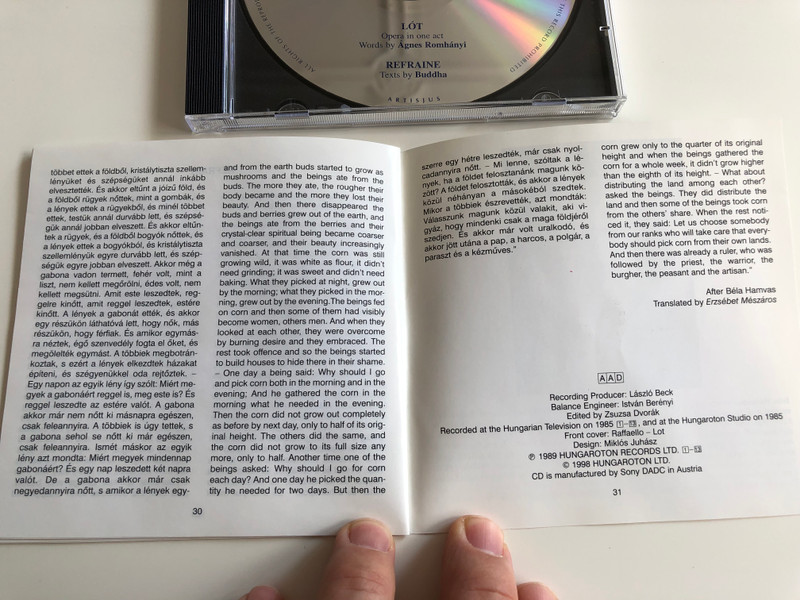 LÓT
Opera in one act
Words by Ágnes Romhányi
REFRAINE
Texts by Buddha
ALL RIGHTS OF THE
THIS RECORD PROHIBITED
ARTISJUS
többet ettek a földből, kristálytiszta szellem-
lényüket és szépségüket annál inkább
elvesztették. És akkor eltűnt a jóízű föld, és
a földből rügyek nőttek, mint a gombák, és
a lények ettek a rügyekből, és minél többet
ettek, testük annál durvább lett, és szépsé-
gük annál jobban elveszett. És akkor eltűn-
tek a rügyek, és a földből bogyók nőttek, és
a lények ettek a bogyókból, és kristálytiszta
szellemlényük egyre durvább lett, és szép-
ségük egyre jobban elveszett. Akkor még a
gabona vadon termett, fehér volt, mint a
liszt, nem kellett megőrölni, édes volt, nem
kellett megsütni. Amit este leszedtek, reg-
gelre kinőtt, amit reggel leszedtek, estére
kinőtt. A lények a gabonát ették, és akkor
egy részükön láthatóvá lett, hogy nők, más
részükön, hogy férfiak. És amikor egymás-
ra néztek, égő szenvedély fogta el őket, és
megölelték egymást. A többiek megbotrán-
koztak, s ezért a lények elkezdtek házakat
építeni, és szégyenükkel oda rejtőztek. –
Egy napon az egyik lény így szólt: Miért me-
gyek a gabonáért reggel is, meg este is? És
reggel leszedte az estére valót. A gabona
akkor már nem nőtt ki másnapra egészen,
csak feleannyira. A többiek is úgy tettek, s
a gabona sehol se nőtt ki már egészen,
csak feleannyira. Ismét máskor az egyik
lény azt mondta: Miért megyek mindennap
gabonáért? És egy nap leszedett két napra
valót. De a gabona akkor már csak
negyedannyira nőtt, s amikor a lények egy-
and from the earth buds started to grow as
mushrooms and the beings ate from the
buds. The more they ate, the rougher their
body became and the more they lost their
beauty. And then there disappeared the
buds and berries grew out of the earth, and
the beings ate from the berries and their
crystal-clear spiritual being became coarser
and coarser, and their beauty increasingly
vanished. At that time the corn was still
growing wild, it was white as flour, it didn't
need grinding; it was sweet and didn't need
baking. What they picked at night, grew out
by the morning; what they picked in the mor-
ning, grew out by the evening.The beings fed
on corn and then some of them had visibly
become women, others men. And when they
looked at each other, they were overcome
by burning desire and they embraced. The
rest took offence and so the beings started
to build houses to hide there in their shame.
– One day a being said: Why should I go
and pick corn both in the morning and in the
evening; And he gathered the corn in the
morning what he needed in the evening.
Then the corn did not grow out completely
as before by next day, only to half of its orig-
inal height. The others did the same, and
the corn did not grow to its full size any
more, only to half. Another time one of the
beings asked: Why should I go for corn
each day? And one day he picked the quan-
tity he needed for two days. But then the
30
szerre egy hétre leszedték, már csak nyol-
cadannyira nőtt. – Mi lenne, szóltak a lé-
nyek, ha a földet felosztanánk magunk kö-
zött? A földet felosztották, és akkor a lények
közül néhányan a másokéból szedtek.
Mikor a többiek észrevették, azt mondták:
Válasszunk magunk közül valakit, aki vi-
gyáz, hogy mindenki csak a maga földjéről
szedjen. És akkor már volt uralkodó, és
akkor jött utána a pap, a harcos, a polgár, a
paraszt és a kézműves."
corn grew only to the quarter of its original
height and when the beings gathered the
corn for a whole week, it didn't grow higher
than the eighth of its height. – What about
distributing the land among each other?
asked the beings. They did distribute the
land and then some of the beings took corn
from the others' share. When the rest noti-
ced it, they said: Let us choose somebody
from our ranks who will take care that every-
body should pick corn from their own lands.
And then there was already a ruler, who was
followed by the priest, the warrior, the
burgher, the peasant and the artisan."
After Béla Hamvas
Translated by Erzsébet Mészáros
AAD
Recording Producer: László Beck
Balance Engineer: István Berényi
Edited by Zsuzsa Dvorák
Recorded at the Hungarian Television on 1985 , and at the Hungaroton Studio on 1985
Front cover: Raffaello – Lot
Design: Miklós Juhász
℗ 1989 HUNGAROTON RECORDS LTD.
© 1998 HUNGAROTON LTD.
CD is manufactured by Sony DADC in Austria
31